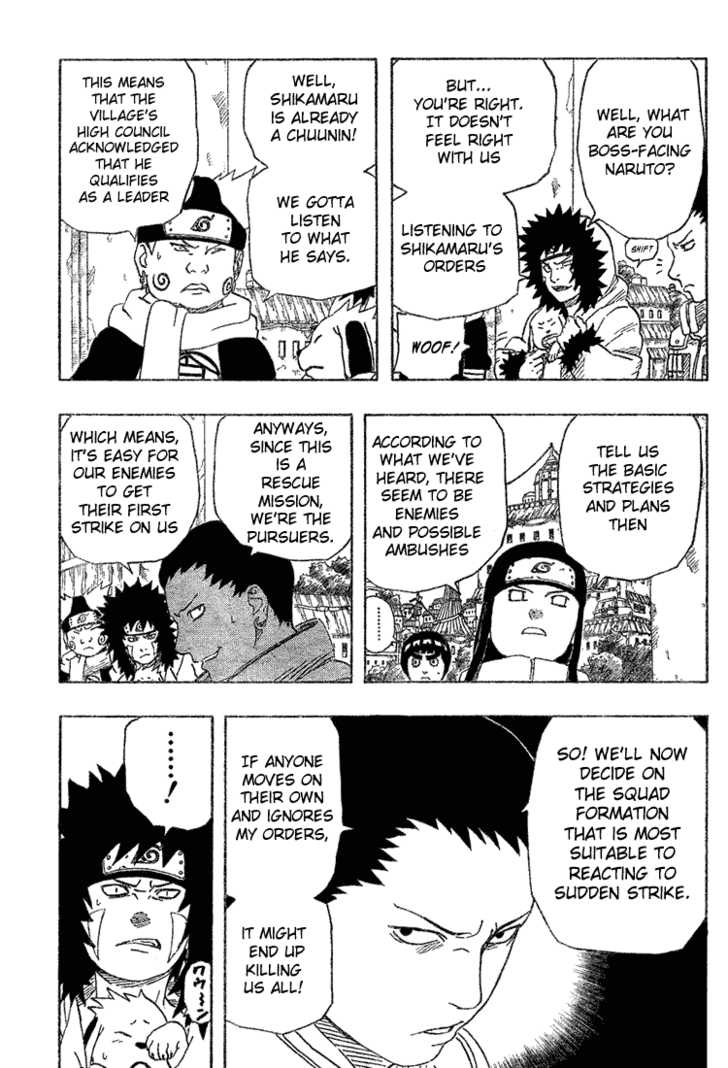 WELL, WHAT
ARE YOU
BOSS-FACING
NARUTO?
SHIFT
BUT...
YOU'RE RIGHT.
IT DOESN'T
FEEL RIGHT
WITH US
LISTENING TO
SHIKAMARU'S
ORDERS
WOOF!
WELL,
SHIKAMARU
IS ALREADY
A CHUUNIN!
WE GOTTA
LISTEN
TO WHAT
HE SAYS.
THIS MEANS
THAT THE
VILLAGE'S
HIGH COUNCIL
ACKNOWLEDGED
THAT HE
QUALIFIES
AS A LEADER
TELL US
THE BASIC
STRATEGIES
AND PLANS
THEN
ACCORDING TO
WHAT WE'VE
HEARD, THERE
SEEM TO BE
ENEMIES
AND POSSIBLE
AMBUSHES
........
ANYWAYS,
SINCE THIS
IS A
RESCUE
MISSION,
WE'RE THE
PURSUERS.
WHICH MEANS,
IT'S EASY FOR
OUR ENEMIES
TO GET
THEIR FIRST
STRIKE ON US
SO! WE'LL NOW
DECIDE ON
THE SQUAD
FORMATION
THAT IS MOST
SUITABLE TO
REACTING TO
SUDDEN STRIKE.
IF ANYONE
MOVES ON
THEIR OWN
AND IGNORES
MY ORDERS,
IT MIGHT
END UP
KILLING
US ALL!
........!
クゥ～ン